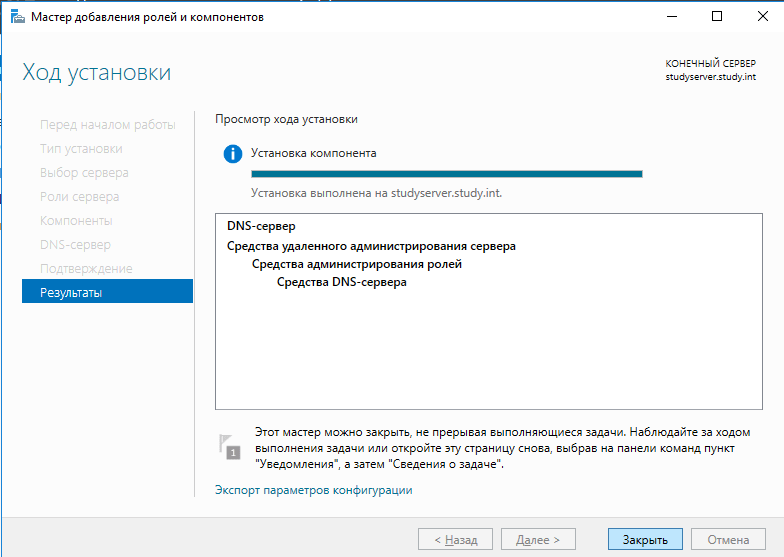 Мастер добавления ролей и компонентов
Ход установки
КОНЕЧНЫЙ СЕРВЕР
studyserver.study.int
Перед началом работы
Тип установки
Выбор сервера
Роли сервера
Компоненты
DNS-сервер
Подтверждение
Результаты
Просмотр хода установки
Установка компонента
Установка выполнена на studyserver.study.int.
DNS-сервер
Средства удаленного администрирования сервера
Средства администрирования ролей
Средства DNS-сервера
1
Этот мастер можно закрыть, не прерывая выполняющиеся задачи. Наблюдайте за ходом
выполнения задачи или откройте эту страницу снова, выбрав на панели команд пункт
"Уведомления", а затем "Сведения о задаче".
Экспорт параметров конфигурации
< Назад
Далее >
Закрыть
Отмена